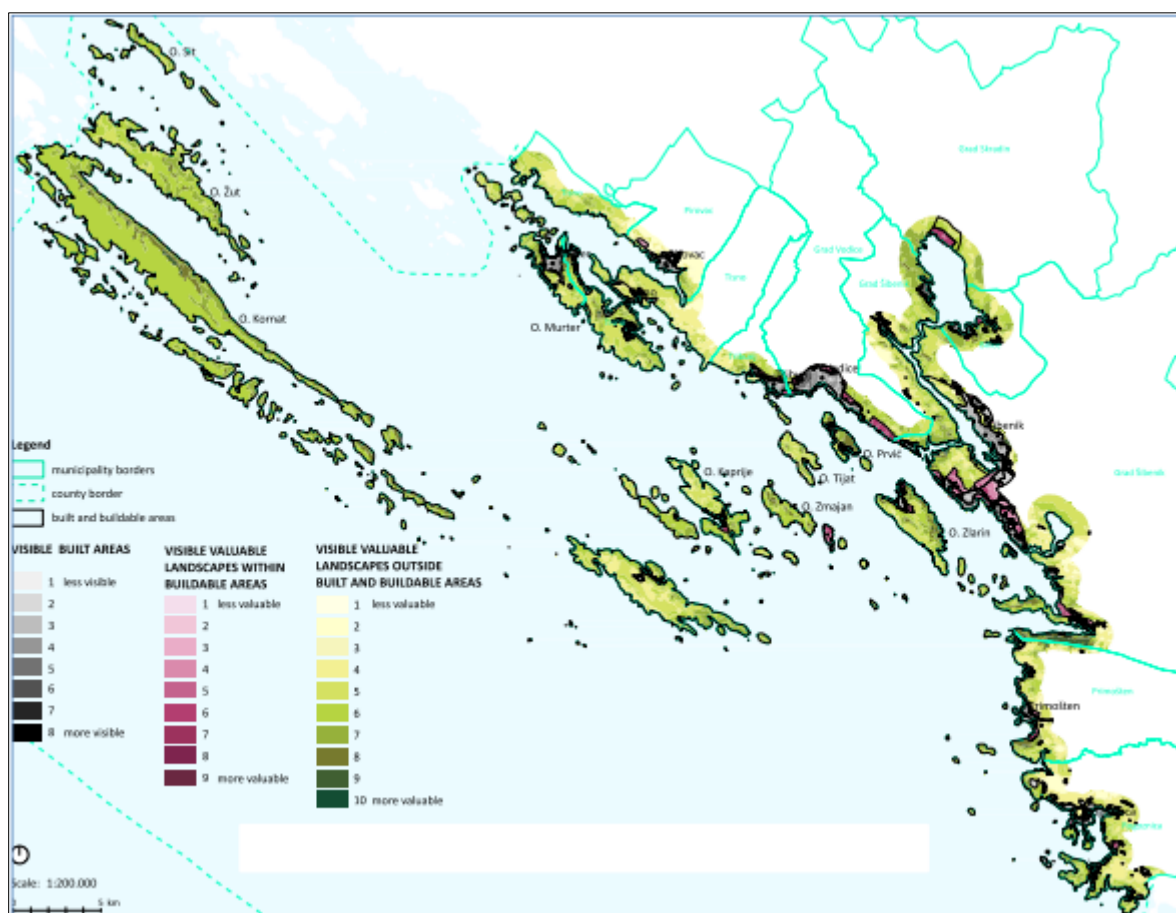 O. Sit
Grad Skradin
O. Žut
Pirovac
Grad Vodice
Tisno
Grad Šibenik
O. Kornat
O. Murter
O. Prvić
O. Kaprije
O. Tijat
O. Zmajan
O. Zlarin
Grad Šibenik
Primošten
Primošten
Legend
municipality borders
county border
built and buildable areas
VISIBLE BUILT AREAS
1 less visible
2
3
4
5
6
7
8 more visible
VISIBLE VALUABLE
LANDSCAPES WITHIN
BUILDABLE AREAS
1 less valuable
2
3
4
5
6
7
8
9 more valuable
VISIBLE VALUABLE
LANDSCAPES OUTSIDE
BUILT AND BUILDABLE AREAS
1 less valuable
2
3
4
5
6
7
8
9
10 more valuable
Scale: 1:200.000
5 km